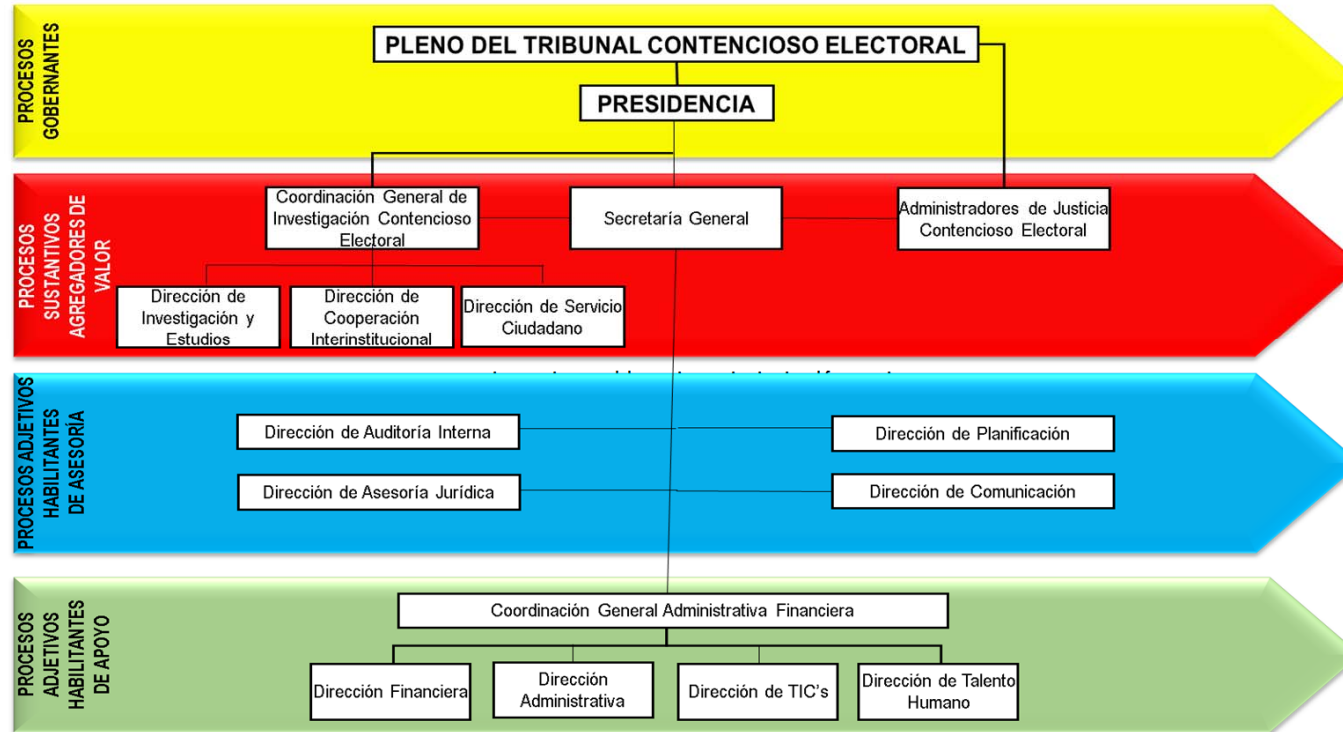 PROCESOS
GOBERNANTES
PLENO DEL TRIBUNAL CONTENCIOSO ELECTORAL
PRESIDENCIA
PROCESOS
SUSTANTIVOS
AGREGADORES DE
VALOR
Coordinación General de
Investigación Contencioso
Electoral
Secretaría General
Administradores de Justicia
Contencioso Electoral
Dirección de
Investigación y
Estudios
Dirección de
Cooperación
Interinstitucional
Dirección de Servicio
Ciudadano
PROCESOS ADJETIVOS
HABILITANTES
DE ASESORÍA
Dirección de Auditoría Interna
Dirección de Planificación
Dirección de Asesoría Jurídica
Dirección de Comunicación
PROCESOS
ADJETIVOS
HABILITANTES
DE APOYO
Coordinación General Administrativa Financiera
Dirección Financiera
Dirección
Administrativa
Dirección de TIC's
Dirección de Talento
Humano